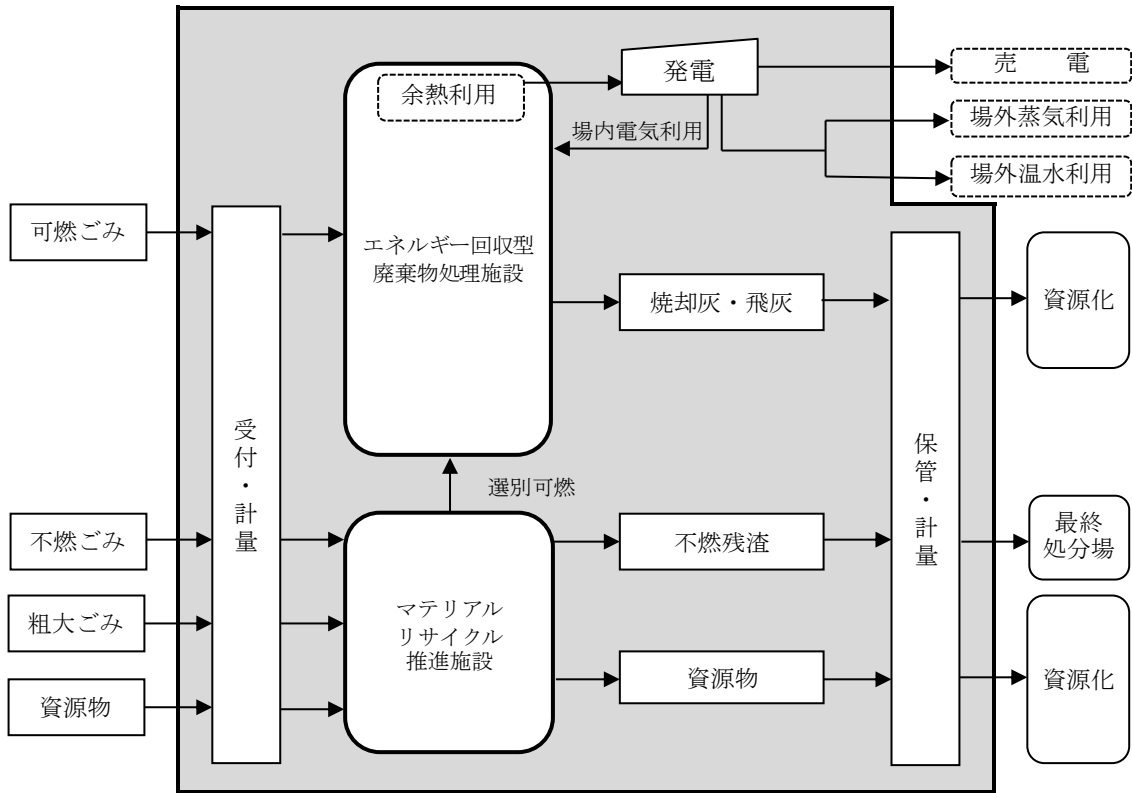 発電
売 電
余熱利用
場内電気利用
場外蒸気利用
場外温水利用
可燃ごみ
エネルギー回収型
廃棄物処理施設
焼却灰・飛灰
資源化
受付・計量
保管・計量
選別可燃
不燃ごみ
不燃残渣
最終
処分場
粗大ごみ
マテリアル
リサイクル
推進施設
資源物
資源物
資源化